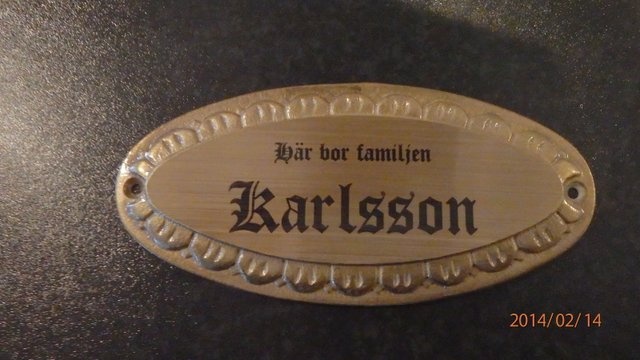 Här bor familjen
Karlsson
2014/02/14